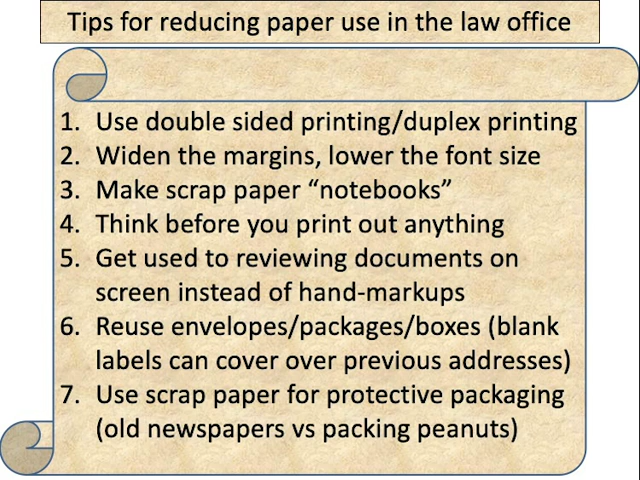 Tips for reducing paper use in the law office
1. Use double sided printing/duplex printing
2. Widen the margins, lower the font size
3. Make scrap paper “notebooks”
4. Think before you print out anything
5. Get used to reviewing documents on
screen instead of hand-markups
6. Reuse envelopes/packages/boxes (blank
labels can cover over previous addresses)
7. Use scrap paper for protective packaging
(old newspapers vs packing peanuts)